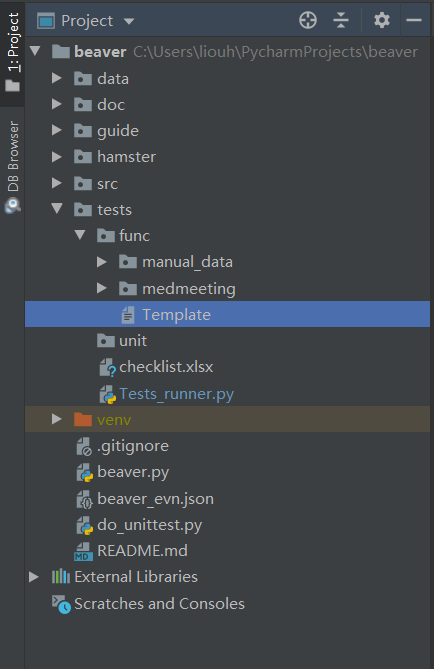 Project
1: Project
DB Browser
beaver C:\Users\liouh\PycharmProjects\beaver
data
doc
guide
hamster
src
tests
func
manual_data
medmeeting
Template
unit
checklist.xlsx
Tests_runner.py
venv
.gitignore
beaver.py
beaver_evn.json
do_unittest.py
MD README.md
External Libraries
Scratches and Consoles